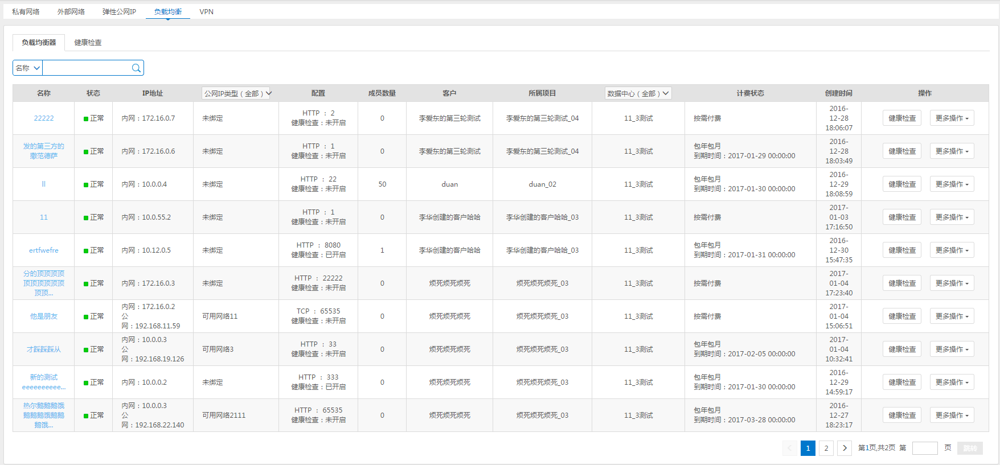 私有网络 外部网络 弹性公网IP 负载均衡 VPN
负载均衡器 健康检查
名称
名称 状态 IP地址 公网IP类型（全部） 配置 成员数量 客户 所属项目 数据中心（全部） 计费状态 创建时间 操作
22222 正常 内网：172.16.0.7 未绑定 HTTP ： 2 健康检查：未开启 0 李爱东的第三轮测试 李爱东的第三轮测试_04 11_3测试 按需付费 2016-12-28 18:06:07 健康检查 更多操作
发的第三方的撒范德萨 正常 内网：172.16.0.6 未绑定 HTTP ： 1 健康检查：未开启 0 李爱东的第三轮测试 李爱东的第三轮测试_04 11_3测试 包年包月 到期时间：2017-01-29 00:00:00 2016-12-28 18:03:49 健康检查 更多操作
ll 正常 内网：10.0.0.4 未绑定 HTTP ： 22 健康检查：未开启 50 duan duan_02 11_3测试 包年包月 到期时间：2017-01-30 00:00:00 2016-12-29 18:08:59 健康检查 更多操作
11 正常 内网：10.0.55.2 未绑定 HTTP ： 1 健康检查：未开启 0 李华创建的客户哈哈 李华创建的客户哈哈_03 11_3测试 按需付费 2017-01-03 17:16:50 健康检查 更多操作
ertfwefre 正常 内网：10.12.0.5 未绑定 HTTP ： 8080 健康检查：已开启 1 李华创建的客户哈哈 李华创建的客户哈哈_03 11_3测试 包年包月 到期时间：2017-01-31 00:00:00 2016-12-30 15:47:35 健康检查 更多操作
分的顶顶顶顶顶顶顶顶顶顶顶顶... 正常 内网：172.16.0.3 未绑定 HTTP ： 22222 健康检查：未开启 0 烦死烦死烦死 烦死烦死烦死_03 11_3测试 按需付费 2017-01-04 17:23:40 健康检查 更多操作
他是朋友 正常 内网：172.16.0.2 公网：192.168.11.59 可用网络11 TCP ： 65535 健康检查：未开启 0 烦死烦死烦死 烦死烦死烦死_03 11_3测试 按需付费 2017-01-04 15:06:51 健康检查 更多操作
才踩踩踩从 正常 内网：10.0.0.3 公网：192.168.19.126 可用网络3 HTTP ： 33 健康检查：未开启 0 烦死烦死烦死 烦死烦死烦死_03 11_3测试 包年包月 到期时间：2017-02-05 00:00:00 2017-01-04 10:32:41 健康检查 更多操作
新的测试eeeeeeeeee... 正常 内网：10.0.0.2 未绑定 HTTP ： 333 健康检查：已开启 0 烦死烦死烦死 烦死烦死烦死_03 11_3测试 包年包月 到期时间：2017-01-30 00:00:00 2016-12-29 14:59:17 健康检查 更多操作
热尔鹅鹅鹅饿鹅鹅鹅饿鹅鹅鹅饿... 正常 内网：10.0.0.3 公网：192.168.22.140 可用网络2111 HTTP ： 65535 健康检查：未开启 0 烦死烦死烦死 烦死烦死烦死_03 11_3测试 包年包月 到期时间：2017-03-28 00:00:00 2016-12-27 18:23:17 健康检查 更多操作
1 2 第1页,共2页 第 页 跳转